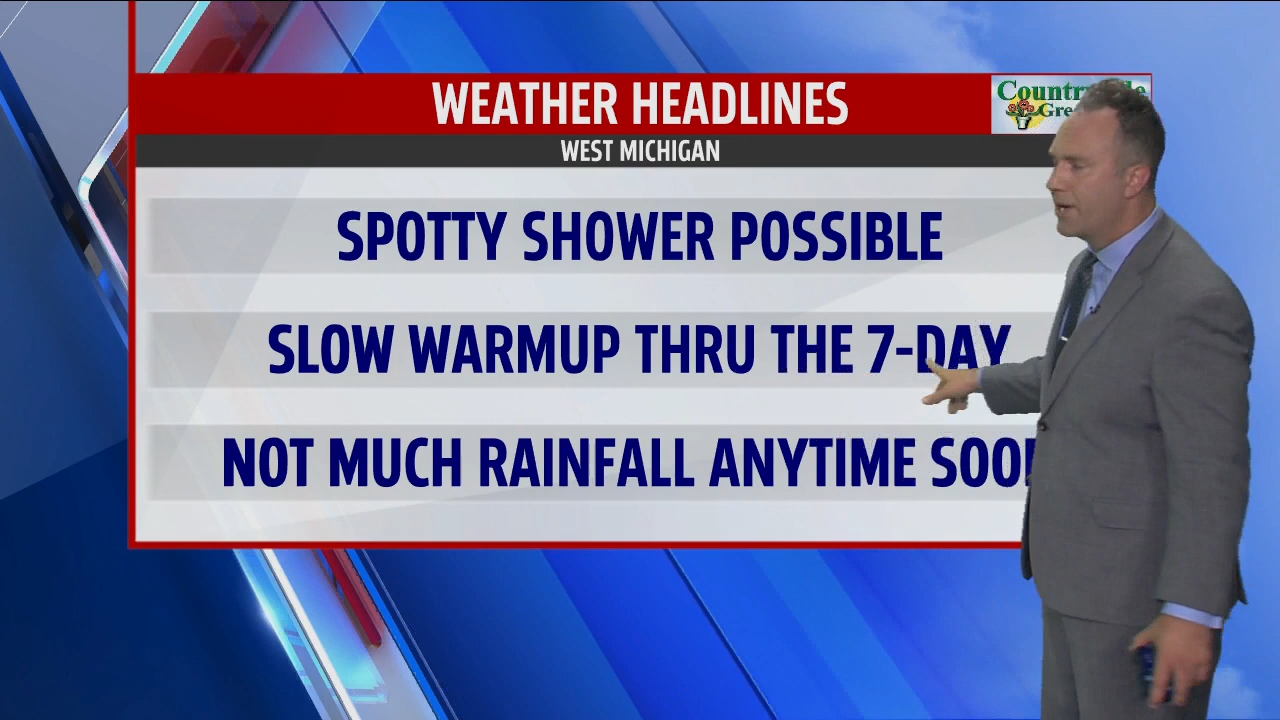 WEATHER HEADLINES
WEST MICHIGAN
SPOTTY SHOWER POSSIBLE
SLOW WARMUP THRU THE 7-DAY
NOT MUCH RAINFALL ANYTIME